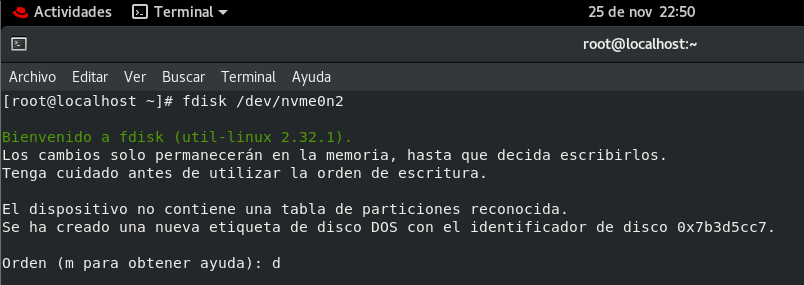 Actividades Terminal 25 de nov 22:50
root@localhost:~
Archivo Editar Ver Buscar Terminal Ayuda
[root@localhost ~]# fdisk /dev/nvme0n2
Bienvenido a fdisk (util-linux 2.32.1).
Los cambios solo permanecerán en la memoria, hasta que decida escribirlos.
Tenga cuidado antes de utilizar la orden de escritura.
El dispositivo no contiene una tabla de particiones reconocida.
Se ha creado una nueva etiqueta de disco DOS con el identificador de disco 0x7b3d5cc7.
Orden (m para obtener ayuda): d